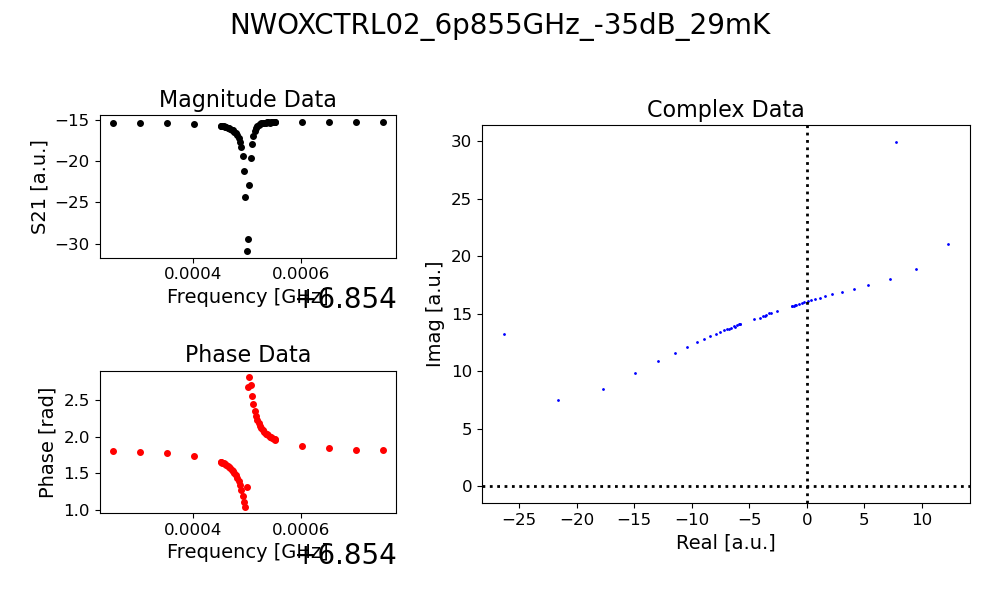 NWOXCTRL02_6p855GHz_-35dB_29mK
Magnitude Data
S21 [a.u.]
−15
−20
−25
−30
0.0004 0.0006
Frequency [GHz]
+6.854
Phase Data
Phase [rad]
2.5
2.0
1.5
1.0
0.0004 0.0006
Frequency [GHz]
+6.854
Complex Data
Imag [a.u.]
30
25
20
15
10
5
0
−25 −20 −15 −10 −5 0 5 10
Real [a.u.]